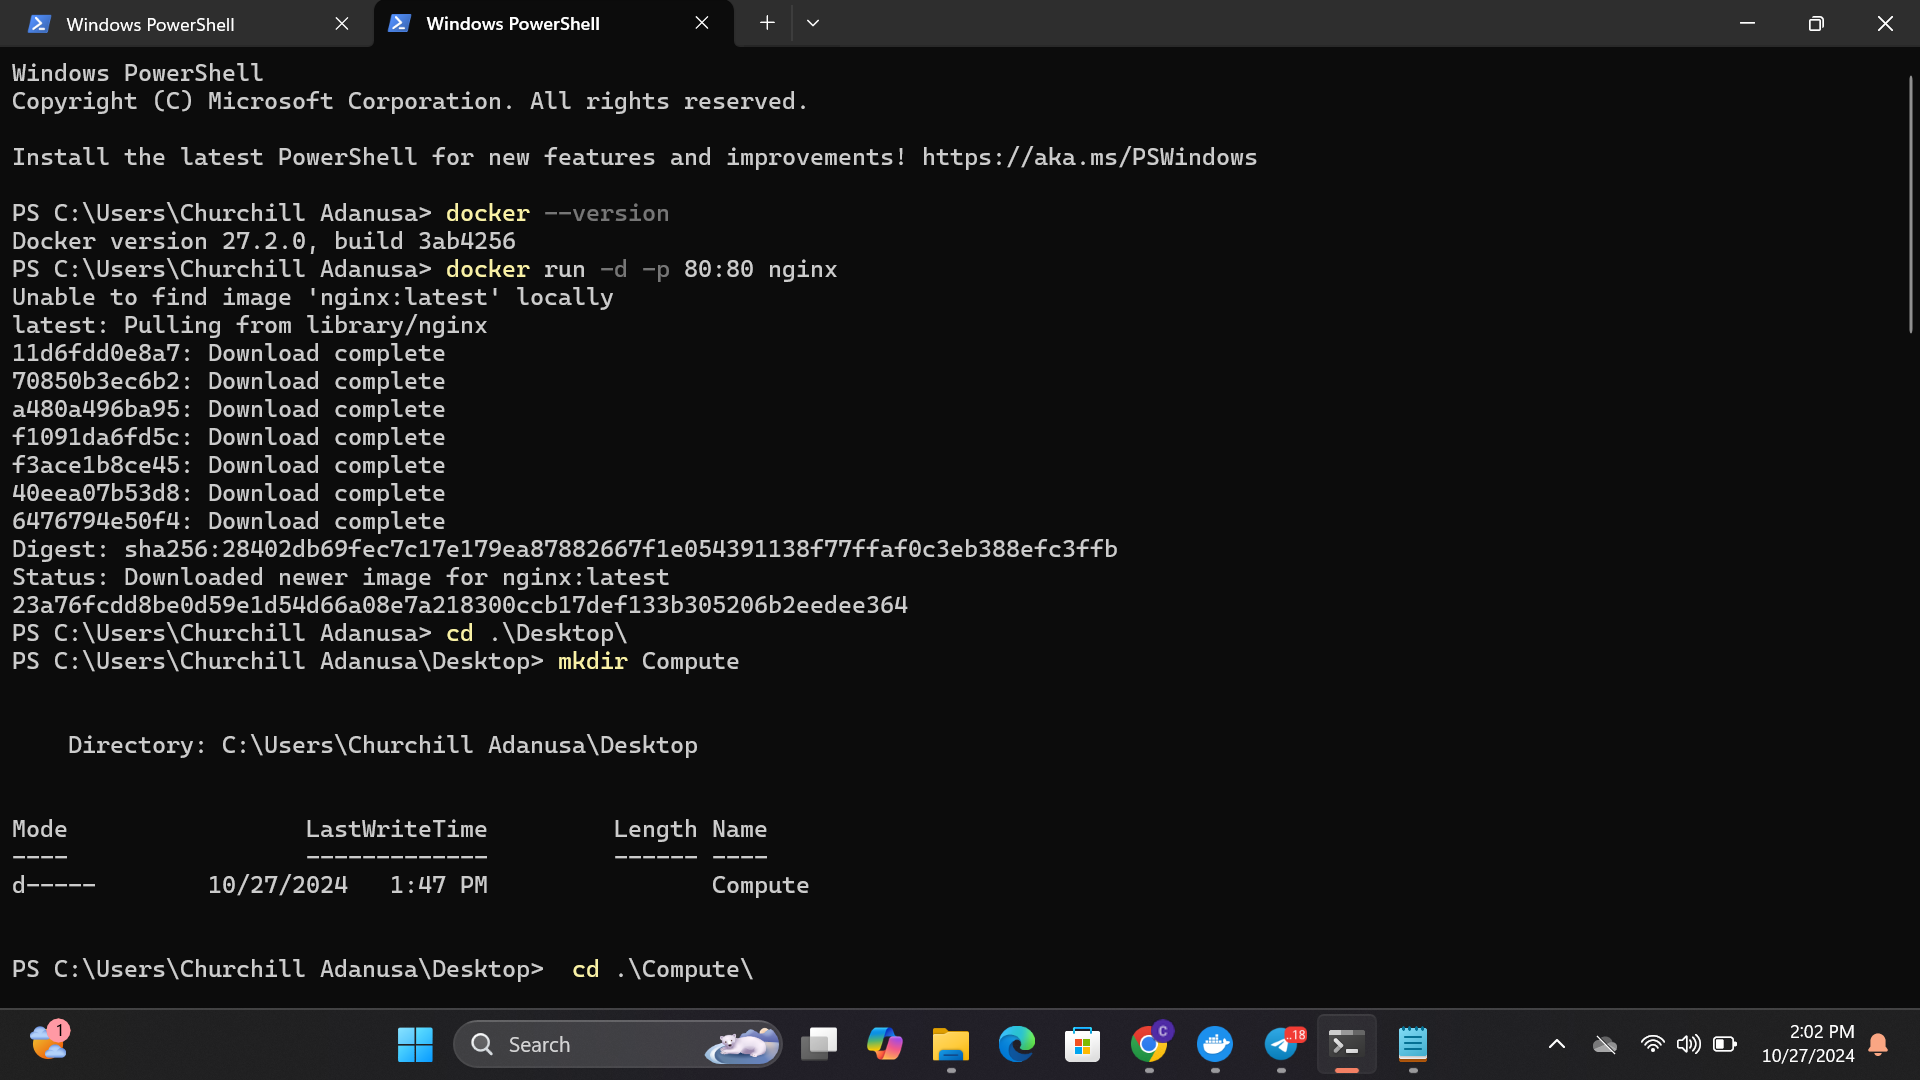 Windows PowerShell
Windows PowerShell
Windows PowerShell
Copyright (C) Microsoft Corporation. All rights reserved.
Install the latest PowerShell for new features and improvements! https://aka.ms/PSWindows
PS C:\Users\Churchill Adanusa> docker --version
Docker version 27.2.0, build 3ab4256
PS C:\Users\Churchill Adanusa> docker run -d -p 80:80 nginx
Unable to find image 'nginx:latest' locally
latest: Pulling from library/nginx
11d6fdd0e8a7: Download complete
70850b3ec6b2: Download complete
a480a496ba95: Download complete
f1091da6fd5c: Download complete
f3ace1b8ce45: Download complete
40eea07b53d8: Download complete
6476794e50f4: Download complete
Digest: sha256:28402db69fec7c17e179ea87882667f1e054391138f77ffaf0c3eb388efc3ffb
Status: Downloaded newer image for nginx:latest
23a76fcdd8be0d59e1d54d66a08e7a218300ccb17def133b305206b2eedee364
PS C:\Users\Churchill Adanusa> cd .\Desktop\
PS C:\Users\Churchill Adanusa\Desktop> mkdir Compute
    Directory: C:\Users\Churchill Adanusa\Desktop
Mode                 LastWriteTime         Length Name
----                 -------------         ------ ----
d-----        10/27/2024   1:47 PM                Compute
PS C:\Users\Churchill Adanusa\Desktop>  cd .\Compute\
1
Search
C
..18
2:02 PM
10/27/2024